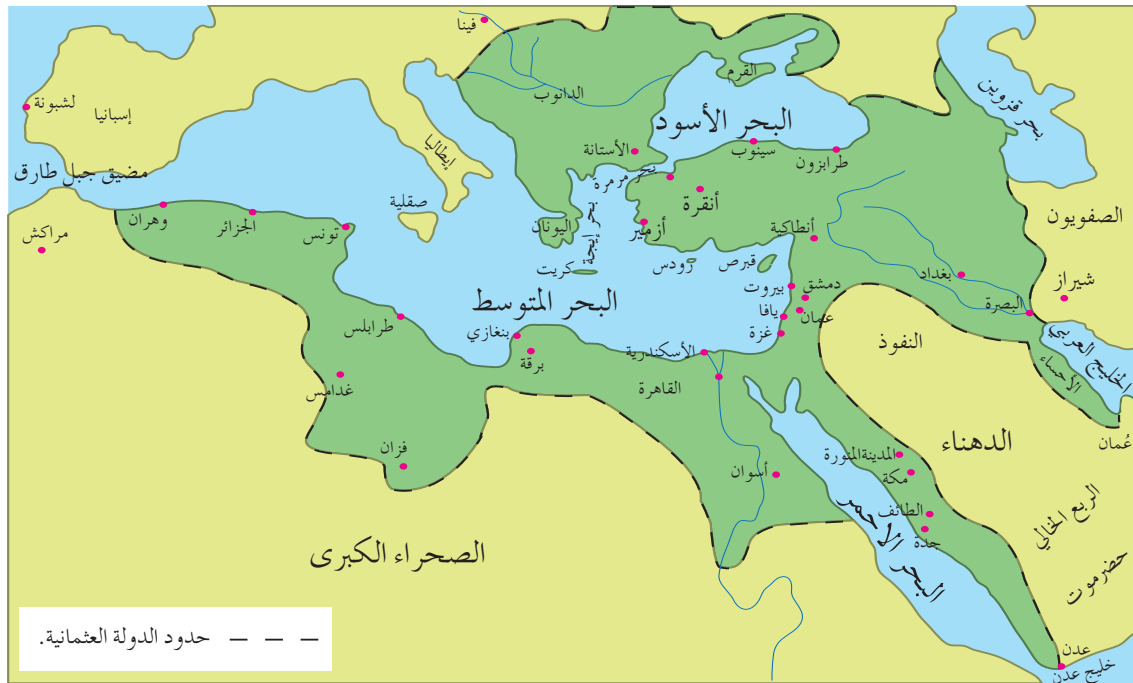 فينا
القرم
الدانوب
بحر قزوين
لشبونة
إسبانيا
إيطاليا
البحر الأسود
الأستانة
سينوب
طرابزون
بحر مرمرة
مضيق جبل طارق
صقلية
أنقرة
الصفويون
وهران
الجزائر
تونس
اليونان
بحر إيجة
أزمير
أنطاكية
مراكش
كريت
رودس
قبرص
بغداد
شيراز
البحر المتوسط
بيروت
دمشق
البصرة
طرابلس
بنغازي
يافا
عمان
غزة
النفوذ
الخليج العربي
برقة
الأسكندرية
الأحساء
غدامس
القاهرة
الدهناء
عُمان
فزان
أسوان
المدينة المنورة
مكة
الطائف
جدة
الربع الخالي
الصحراء الكبرى
البحر الأحمر
حضرموت
حدود الدولة العثمانية.
عدن
خليج عدن